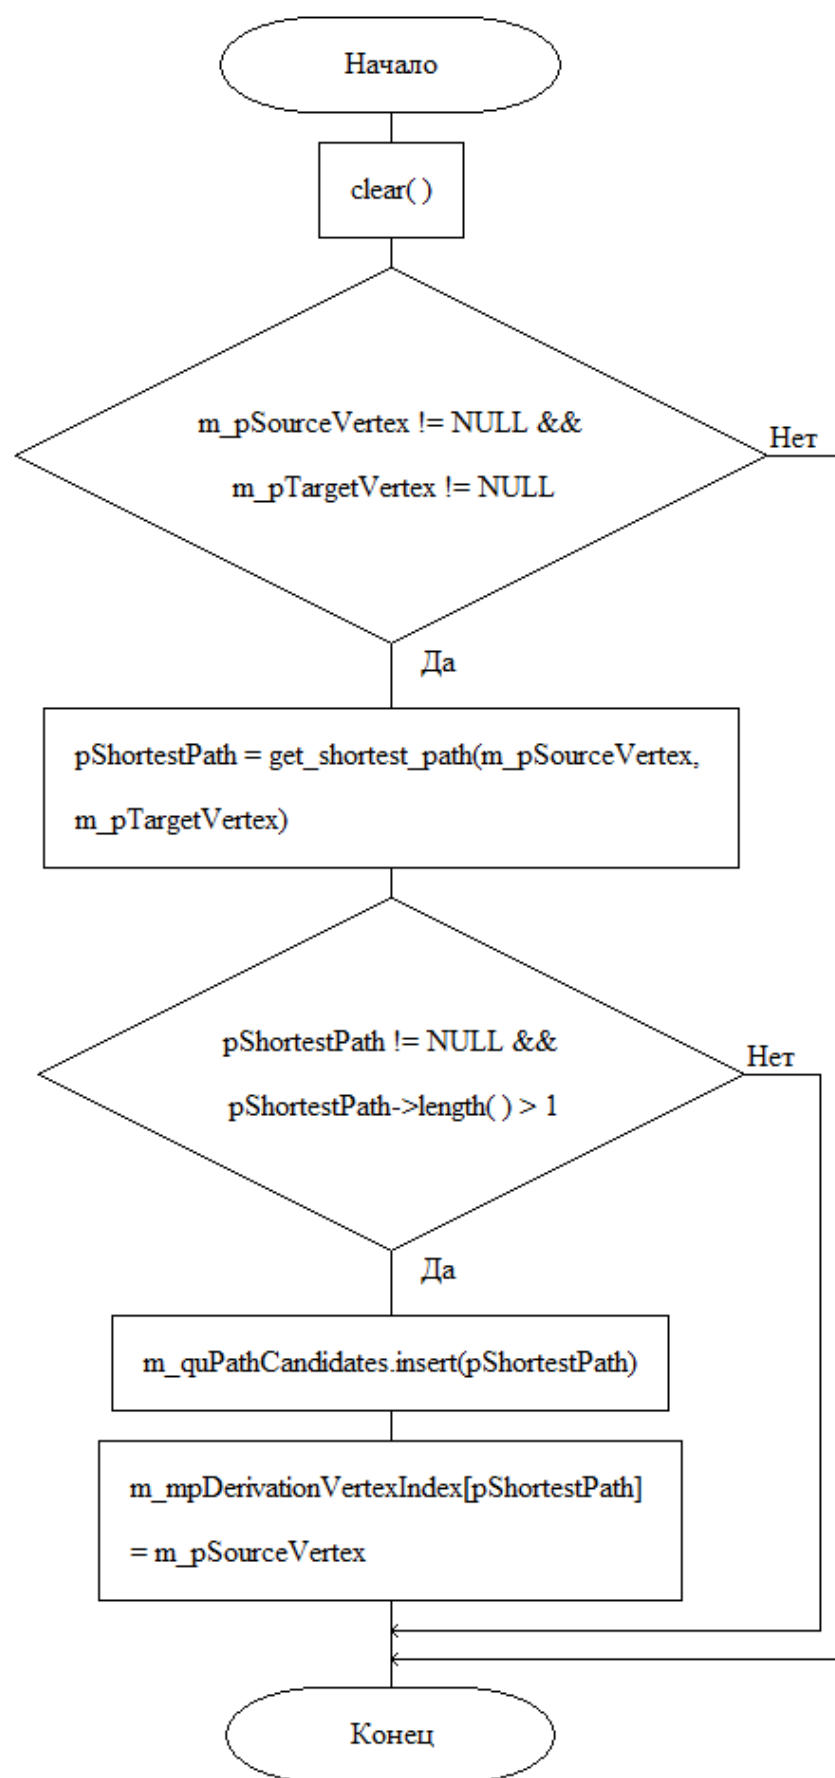 Начало
clear( )
m_pSourceVertex != NULL &&
m_pTargetVertex != NULL
Нет
Да
pShortestPath = get_shortest_path(m_pSourceVertex,
m_pTargetVertex)
pShortestPath != NULL &&
pShortestPath->length( ) > 1
Нет
Да
m_quPathCandidates.insert(pShortestPath)
m_mpDerivationVertexIndex[pShortestPath]
= m_pSourceVertex
Конец